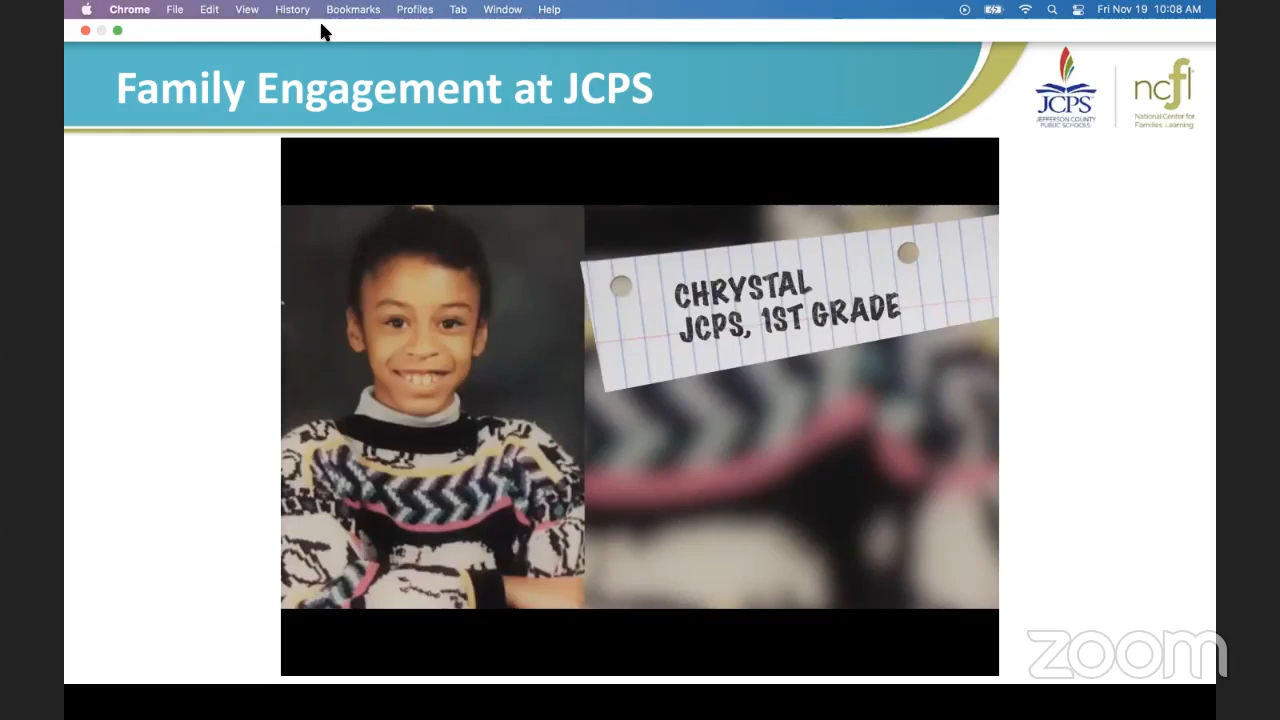 Chrome File Edit View History Bookmarks Profiles Tab Window Help Fri Nov 19 10:08 AM
Family Engagement at JCPS
JCPS
JEFFERSON COUNTY
PUBLIC SCHOOLS
ncfl
National Center for
Families Learning
CHRYSTAL
JCPS, 1ST GRADE
zoom